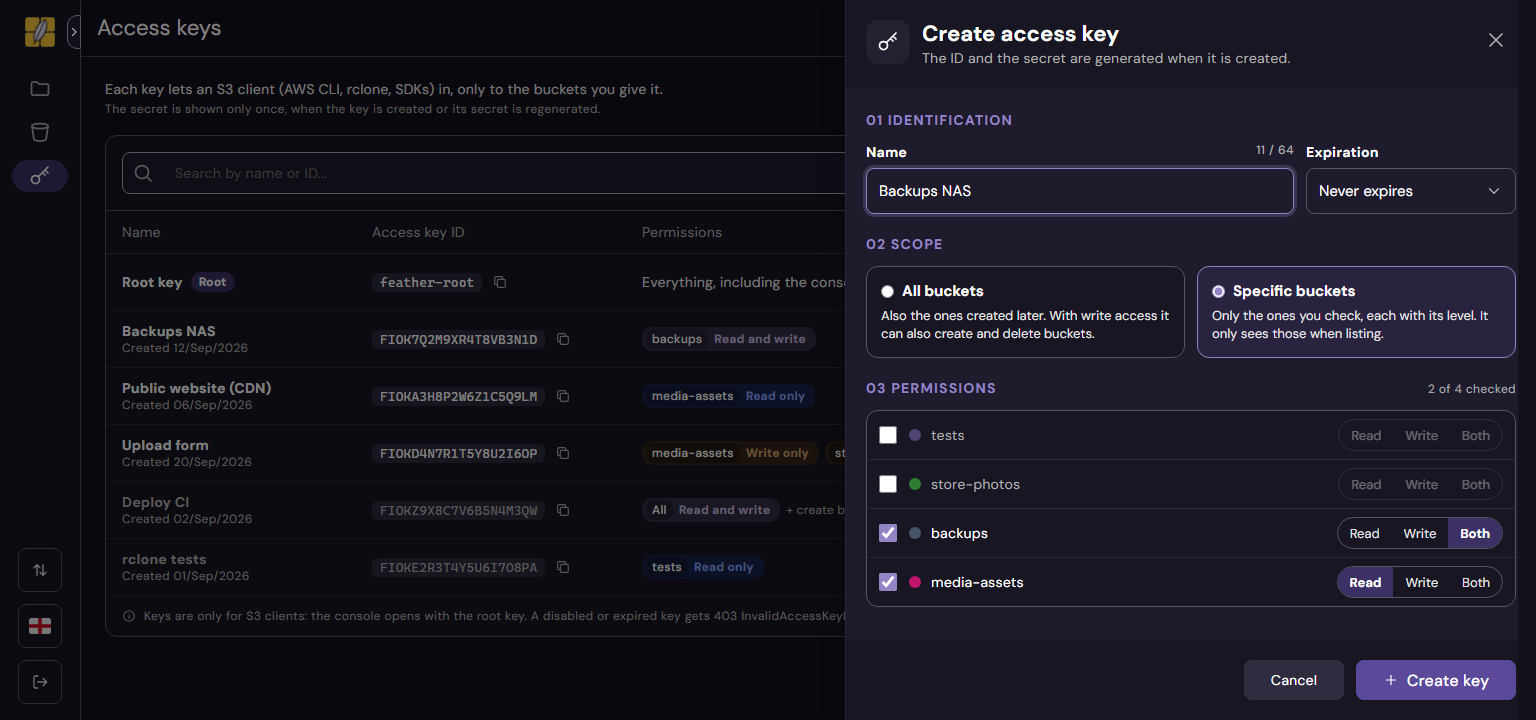 Access keys
Each key lets an S3 client (AWS CLI, rclone, SDKs) in, only to the buckets you give it.
The secret is shown only once, when the key is created or its secret is regenerated.
Search by name or ID...
Name Access key ID Permissions
Root key Root feather-root Everything, including the cons
Backups NAS
Created 12/Sep/2026
FIOK7Q2M9XR4T8VB3N1D backups Read and write
Public website (CDN)
Created 06/Sep/2026
FIOKA3H8P2W6Z1C5Q9LM media-assets Read only
Upload form
Created 20/Sep/2026
FIOKD4N7R1T5Y8U2I6OP media-assets Write only st
Deploy CI
Created 02/Sep/2026
FIOKZ9X8C7V6B5N4M3QW All Read and write + create b
rclone tests
Created 01/Sep/2026
FIOKE2R3T4Y5U6I7O8PA tests Read only
Keys are only for S3 clients: the console opens with the root key. A disabled or expired key gets 403 InvalidAccessKey
Create access key
The ID and the secret are generated when it is created.
01 IDENTIFICATION
Name 11 / 64 Expiration
Backups NAS Never expires
02 SCOPE
All buckets
Also the ones created later. With write access it
can also create and delete buckets.
Specific buckets
Only the ones you check, each with its level. It
only sees those when listing.
03 PERMISSIONS 2 of 4 checked
tests Read Write Both
store-photos Read Write Both
backups Read Write Both
media-assets Read Write Both
Cancel + Create key